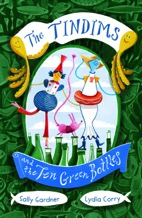 The TINDIMS
and
the Ten Green Bottles
Sally Gardner
Lydia Corry